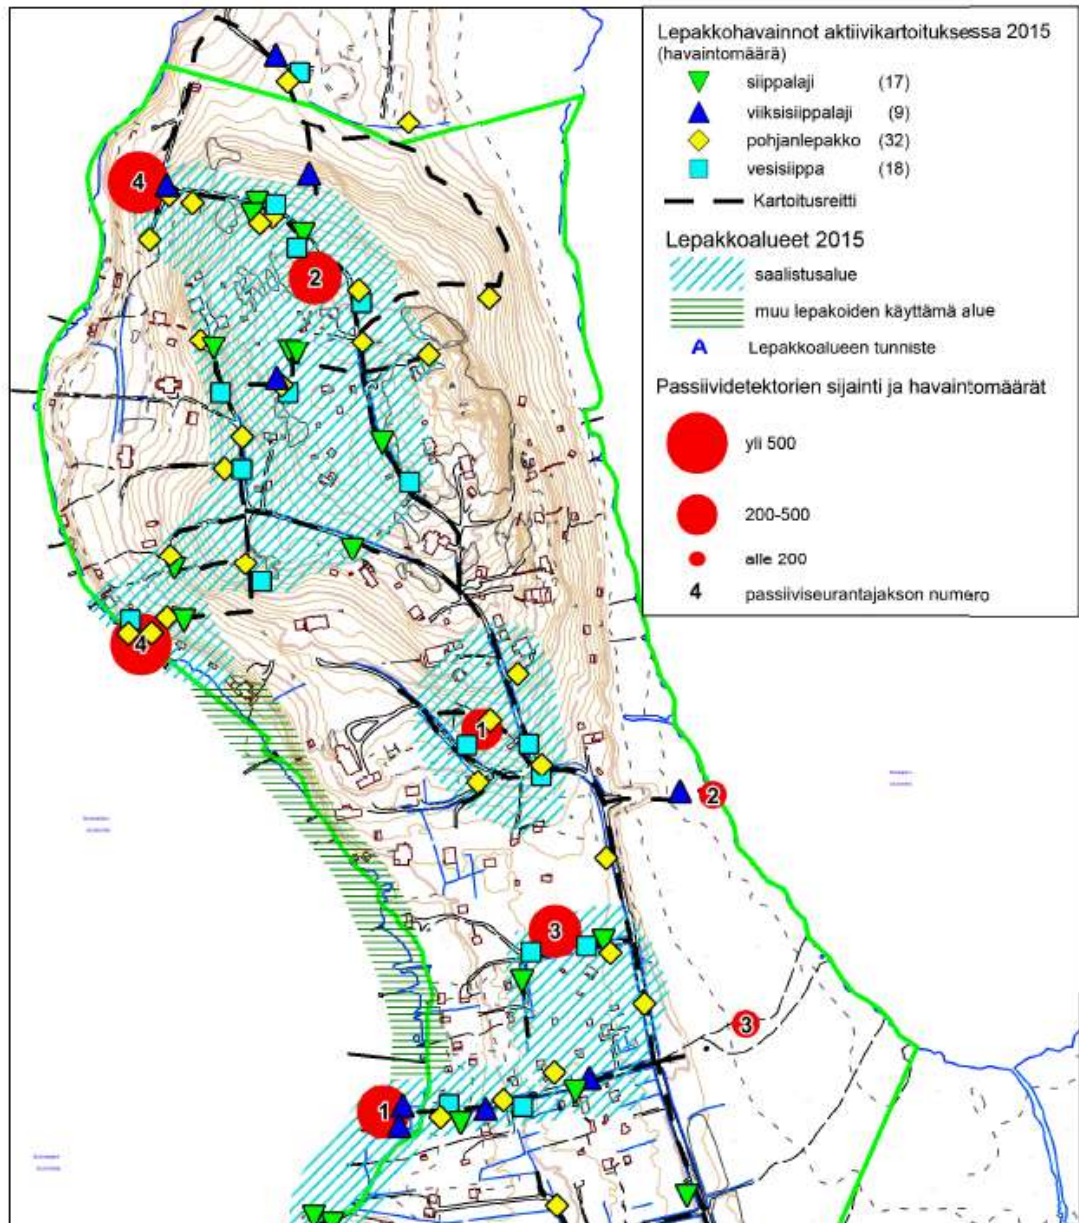 Lepakkohavainnot aktiivikartoituksessa 2015
(havaintomäärä)
siippalaji (17)
viiksisiippalaji (9)
pohjanlepakko (32)
vesisiippa (18)
Kartoitusreitti
Lepakkoalueet 2015
saalistusalue
muu lepakoiden käyttämä alue
A Lepakkoalueen tunniste
Passiividetektorien sijainti ja havaintomäärät
yli 500
200-500
alle 200
4 passiiviseurantajakson numero
4
2
4
1
2
3
3
1